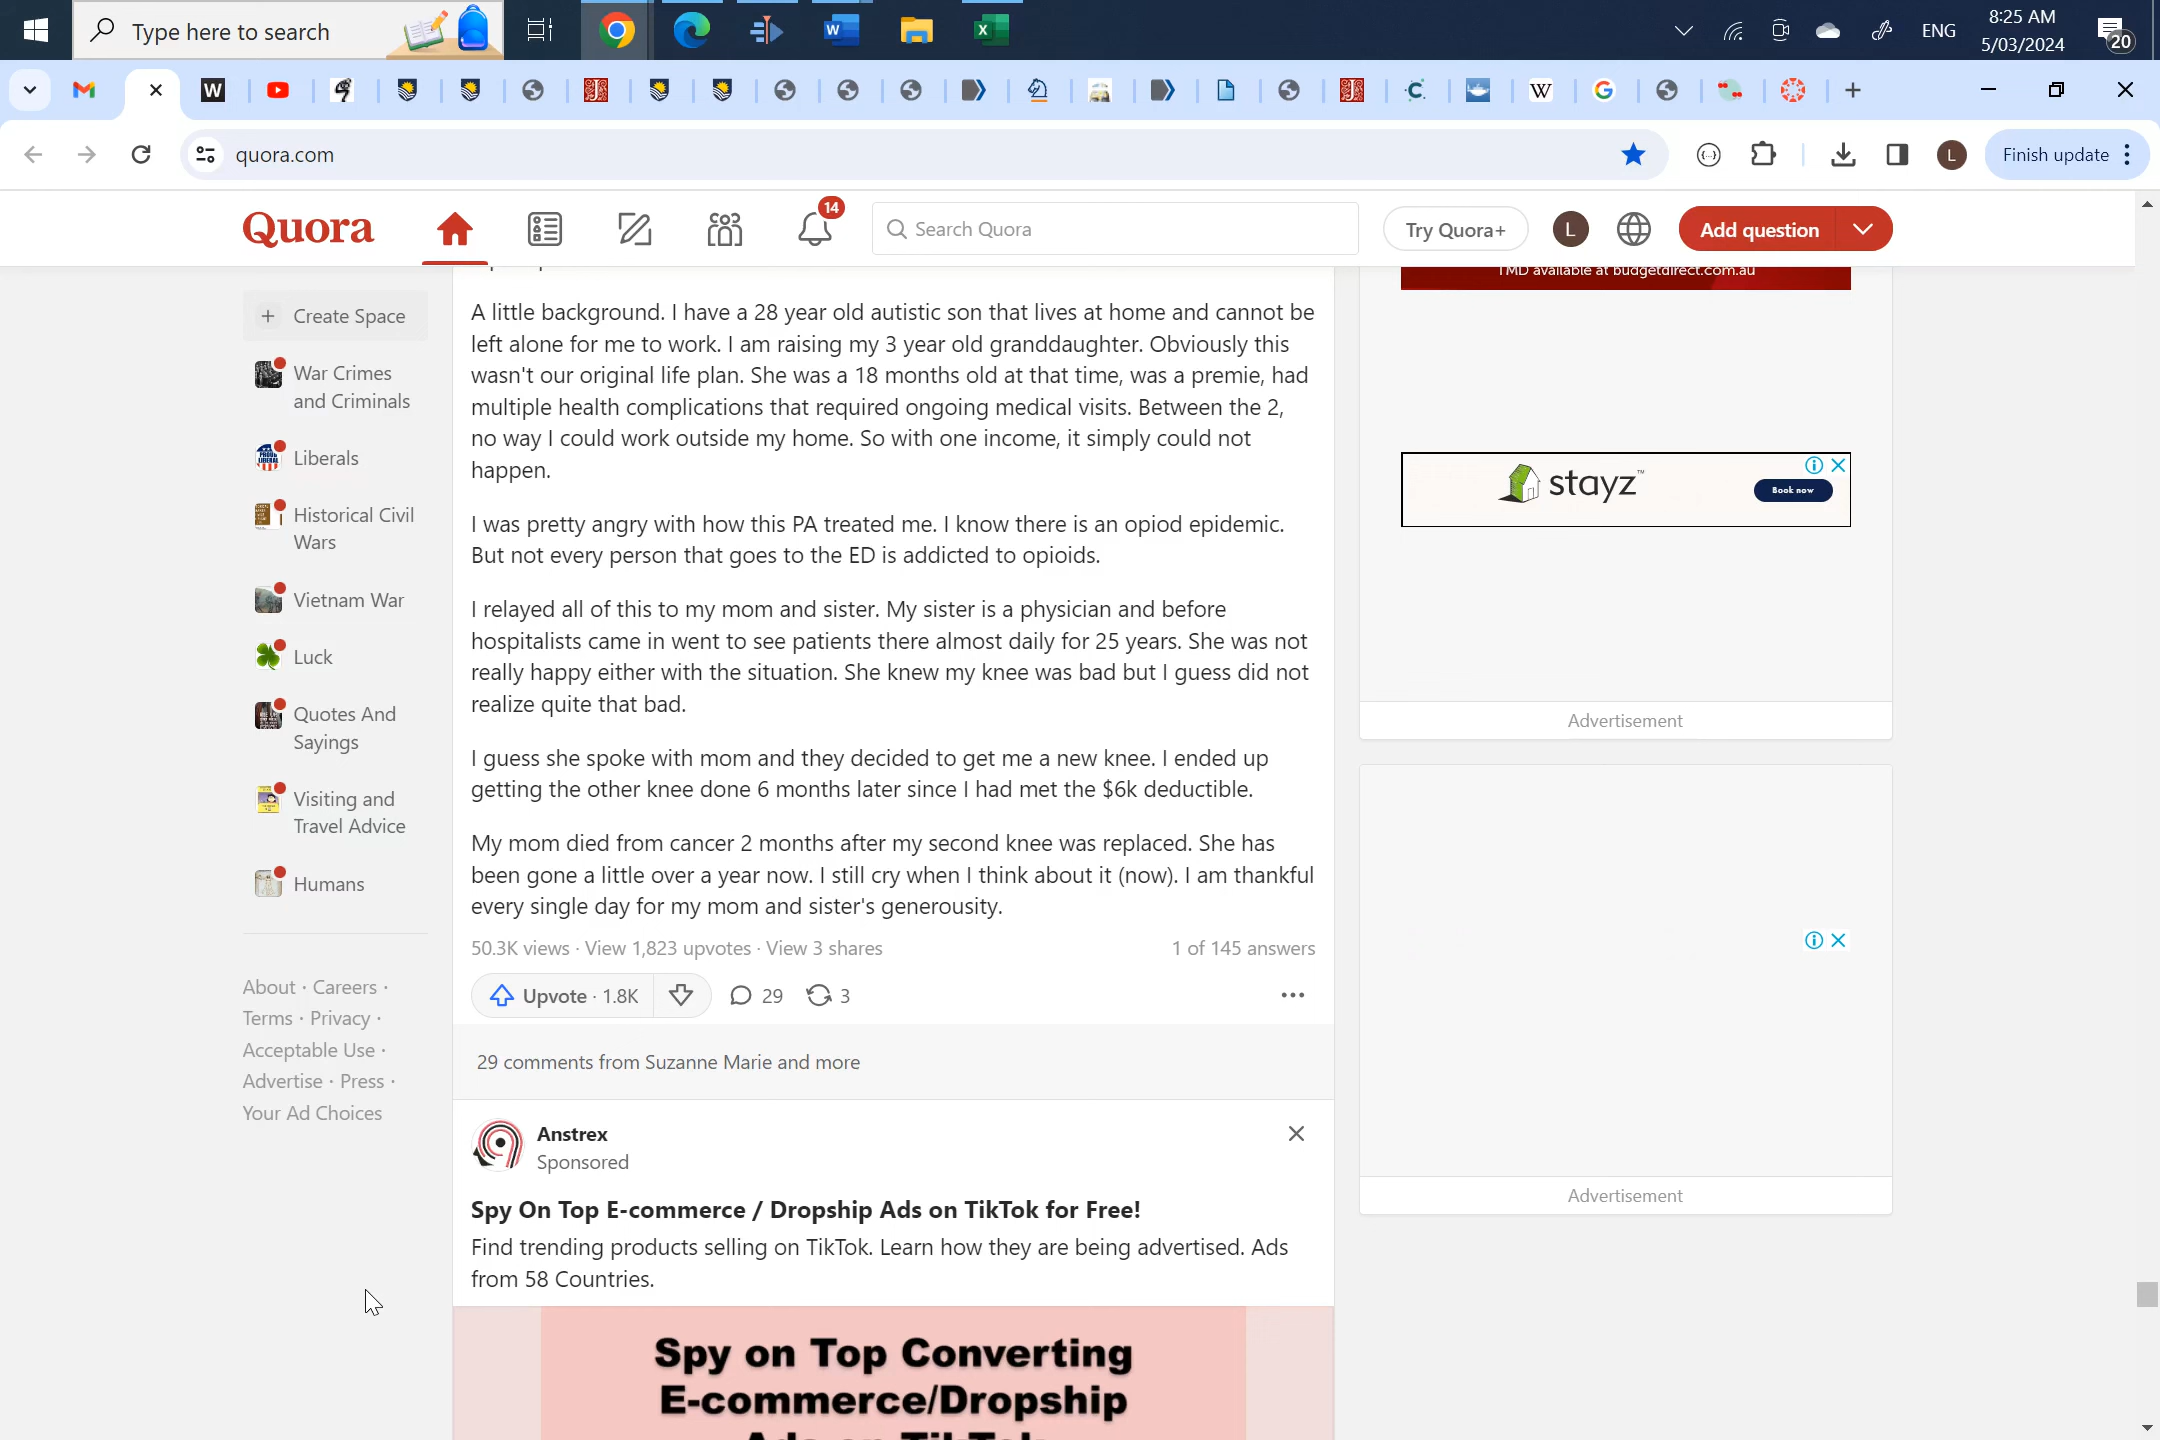 Type here to search
ENG
8:25 AM
5/03/2024
20
W
W
quora.com
L
Finish update
Quora
14
Search Quora
Try Quora+
L
Add question
Create Space
War Crimes
and Criminals
Liberals
Historical Civil
Wars
Vietnam War
Luck
Quotes And
Sayings
Visiting and
Travel Advice
Humans
About · Careers ·
Terms · Privacy ·
Acceptable Use ·
Advertise · Press ·
Your Ad Choices
A little background. I have a 28 year old autistic son that lives at home and cannot be
left alone for me to work. I am raising my 3 year old granddaughter. Obviously this
wasn't our original life plan. She was a 18 months old at that time, was a premie, had
multiple health complications that required ongoing medical visits. Between the 2,
no way I could work outside my home. So with one income, it simply could not
happen.
I was pretty angry with how this PA treated me. I know there is an opiod epidemic.
But not every person that goes to the ED is addicted to opioids.
I relayed all of this to my mom and sister. My sister is a physician and before
hospitalists came in went to see patients there almost daily for 25 years. She was not
really happy either with the situation. She knew my knee was bad but I guess did not
realize quite that bad.
I guess she spoke with mom and they decided to get me a new knee. I ended up
getting the other knee done 6 months later since I had met the $6k deductible.
My mom died from cancer 2 months after my second knee was replaced. She has
been gone a little over a year now. I still cry when I think about it (now). I am thankful
every single day for my mom and sister's generousity.
50.3K views · View 1,823 upvotes · View 3 shares
1 of 145 answers
Upvote · 1.8K
29
3
29 comments from Suzanne Marie and more
Anstrex
Sponsored
Spy On Top E-commerce / Dropship Ads on TikTok for Free!
Find trending products selling on TikTok. Learn how they are being advertised. Ads
from 58 Countries.
Spy on Top Converting
E-commerce/Dropship
Ads on TikTok
TMD available at budgetdirect.com.au
stayz™
Book now
Advertisement
Advertisement